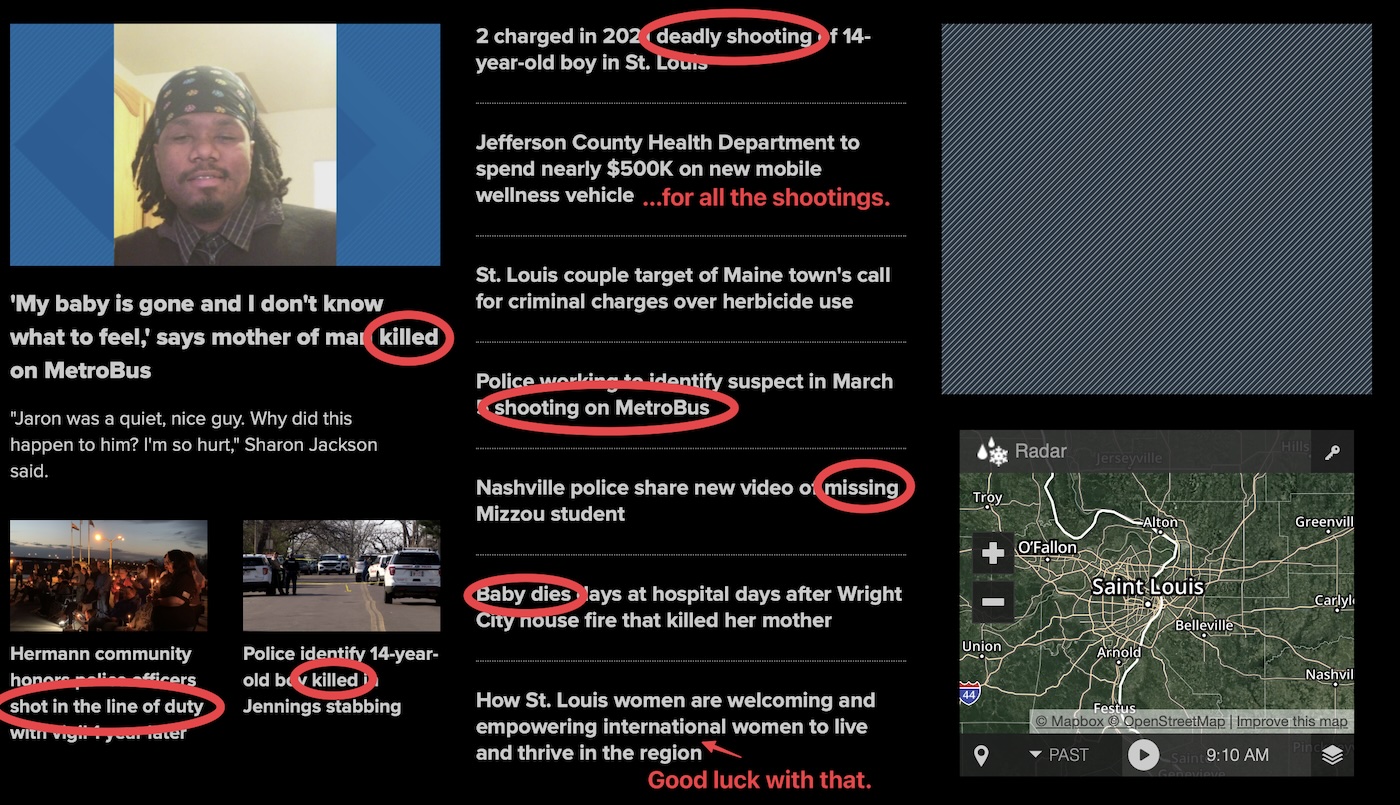 'My baby is gone and I don't know
what to feel,' says mother of man killed
on MetroBus
"Jaron was a quiet, nice guy. Why did this
happen to him? I'm so hurt," Sharon Jackson
said.
Hermann community
honors police officers
shot in the line of duty
with vigil 1 year later
Police identify 14-year-
old boy killed in
Jennings stabbing
2 charged in deadly shooting of 14-
year-old boy in St. Louis
Jefferson County Health Department to
spend nearly $500K on new mobile
wellness vehicle ...for all the shootings.
St. Louis couple target of Maine town's call
for criminal charges over herbicide use
Police working to identify suspect in March
5 shooting on MetroBus
Nashville police share new video of missing
Mizzou student
Baby dies days at hospital days after Wright
City house fire that killed her mother
How St. Louis women are welcoming and
empowering international women to live
and thrive in the region
Good luck with that.
Radar
Jerseyville
Hills
Troy
Alton
Greenvill
O'Fallon
Saint Louis
Carlyl
Belleville
Union
Arnold
Nashvil
44
Festus
© Mapbox © OpenStreetMap | Improve this map
PAST
9:10 AM
Sainte
Genevieve
Pinck